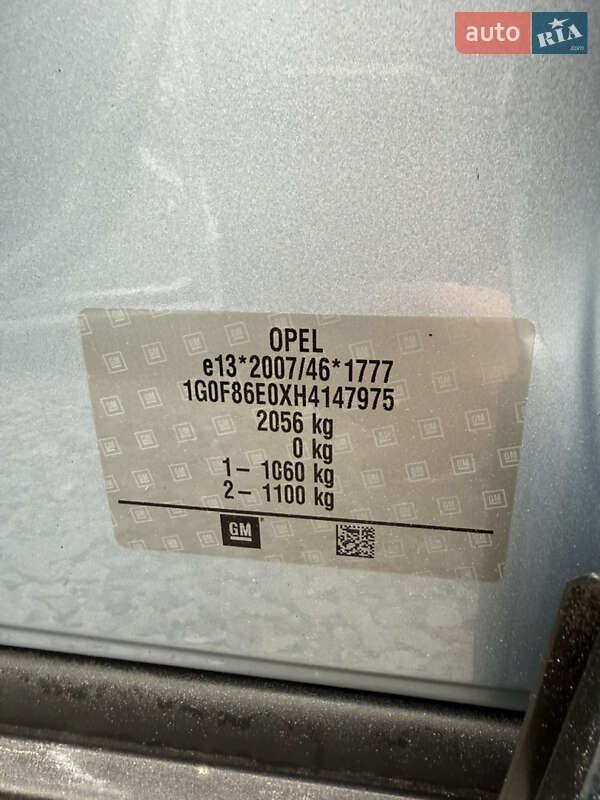 auto RIA .com
OPEL
e13*2007/46*1777
1G0F86E0XH4147975
2056 kg
0 kg
1 – 1060 kg
2 – 1100 kg
GM